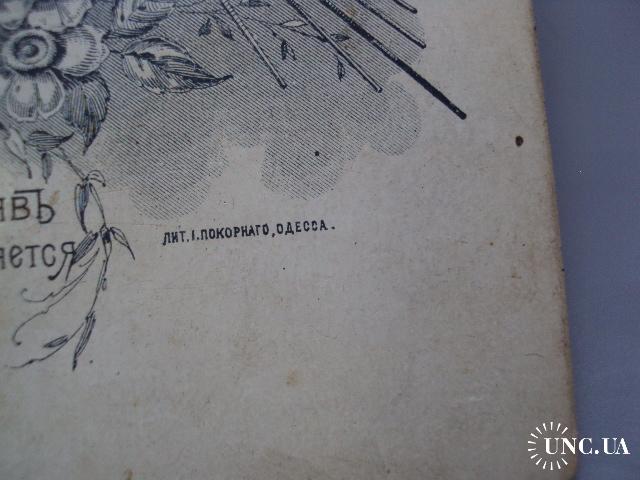 ивъ
яется
ЛИТ. І. ПОКОРНАГО, ОДЕССА.
UNC.UA